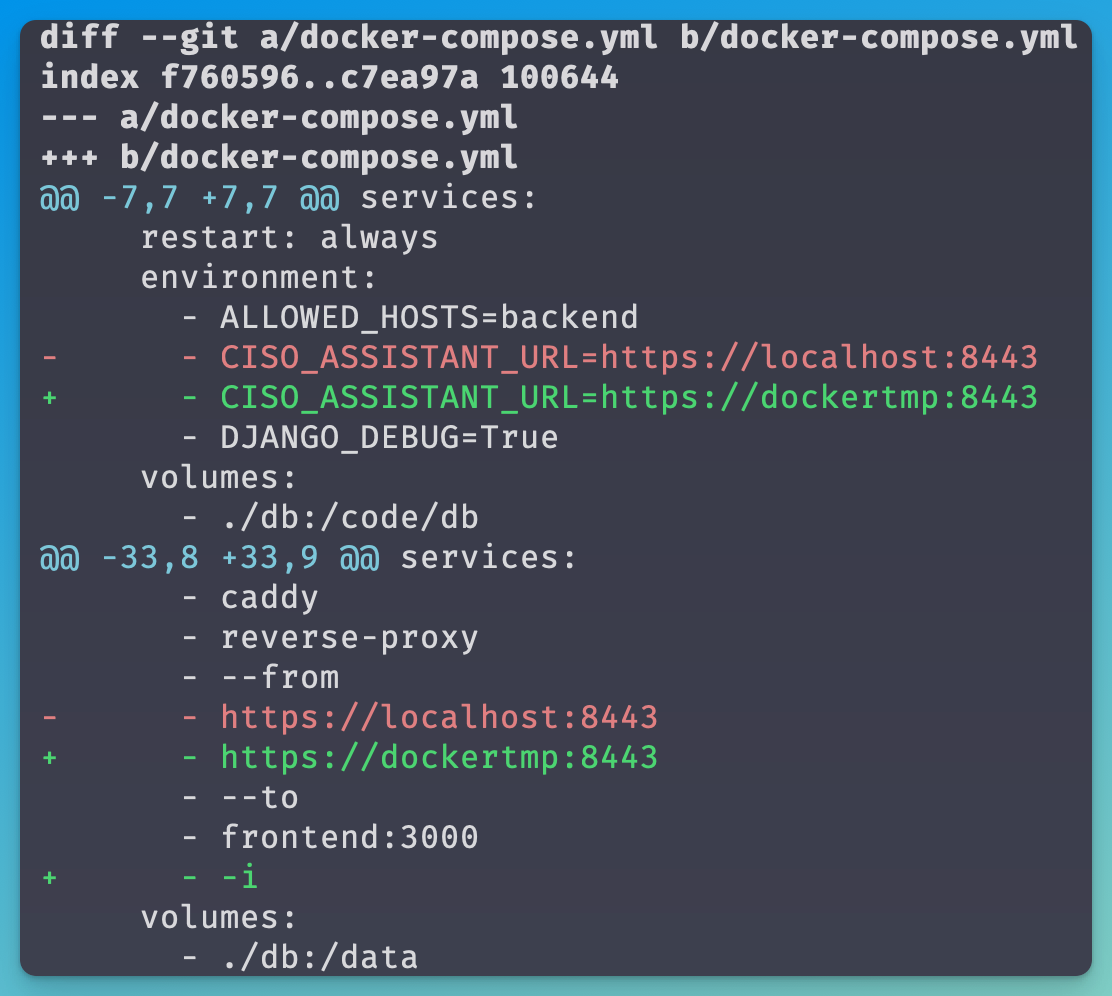 diff --git a/docker-compose.yml b/docker-compose.yml
index f760596..c7ea97a 100644
--- a/docker-compose.yml
+++ b/docker-compose.yml
@@ -7,7 +7,7 @@ services:
     restart: always
     environment:
       - ALLOWED_HOSTS=backend
-      - CISO_ASSISTANT_URL=https://localhost:8443
+      - CISO_ASSISTANT_URL=https://dockertmp:8443
       - DJANGO_DEBUG=True
     volumes:
       - ./db:/code/db
@@ -33,8 +33,9 @@ services:
       - caddy
       - reverse-proxy
       - --from
-      - https://localhost:8443
+      - https://dockertmp:8443
       - --to
       - frontend:3000
+      - -i
     volumes:
       - ./db:/data